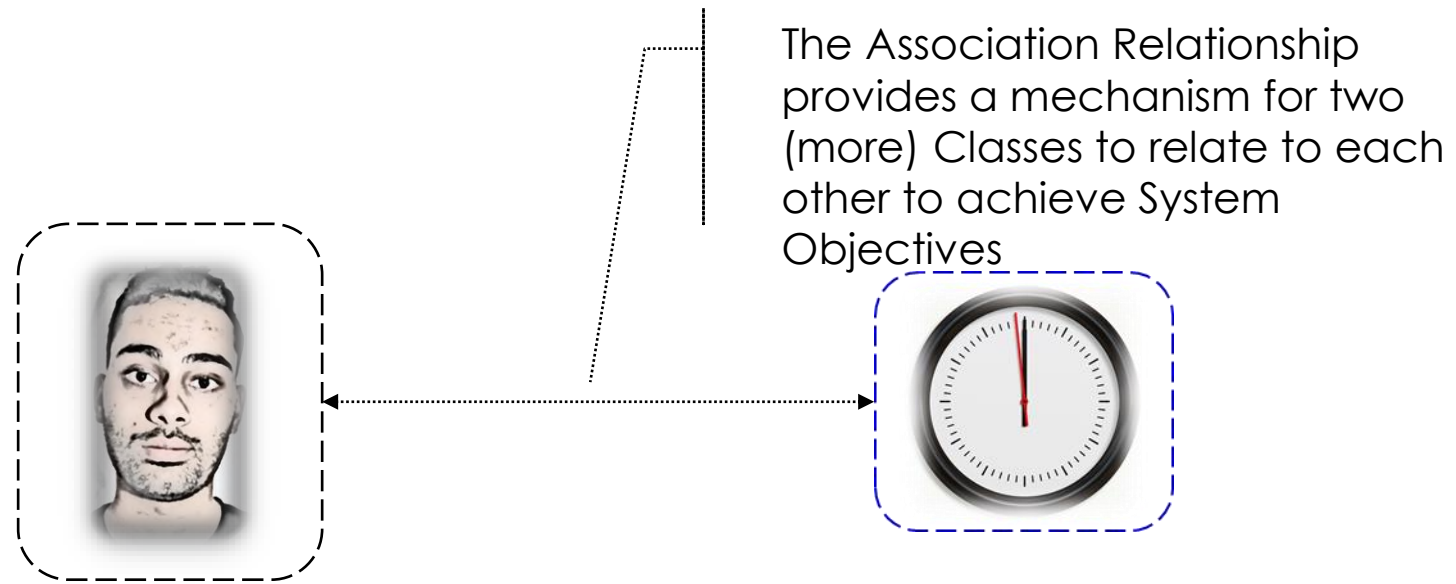 The Association Relationship
provides a mechanism for two
(more) Classes to relate to each
other to achieve System
Objectives